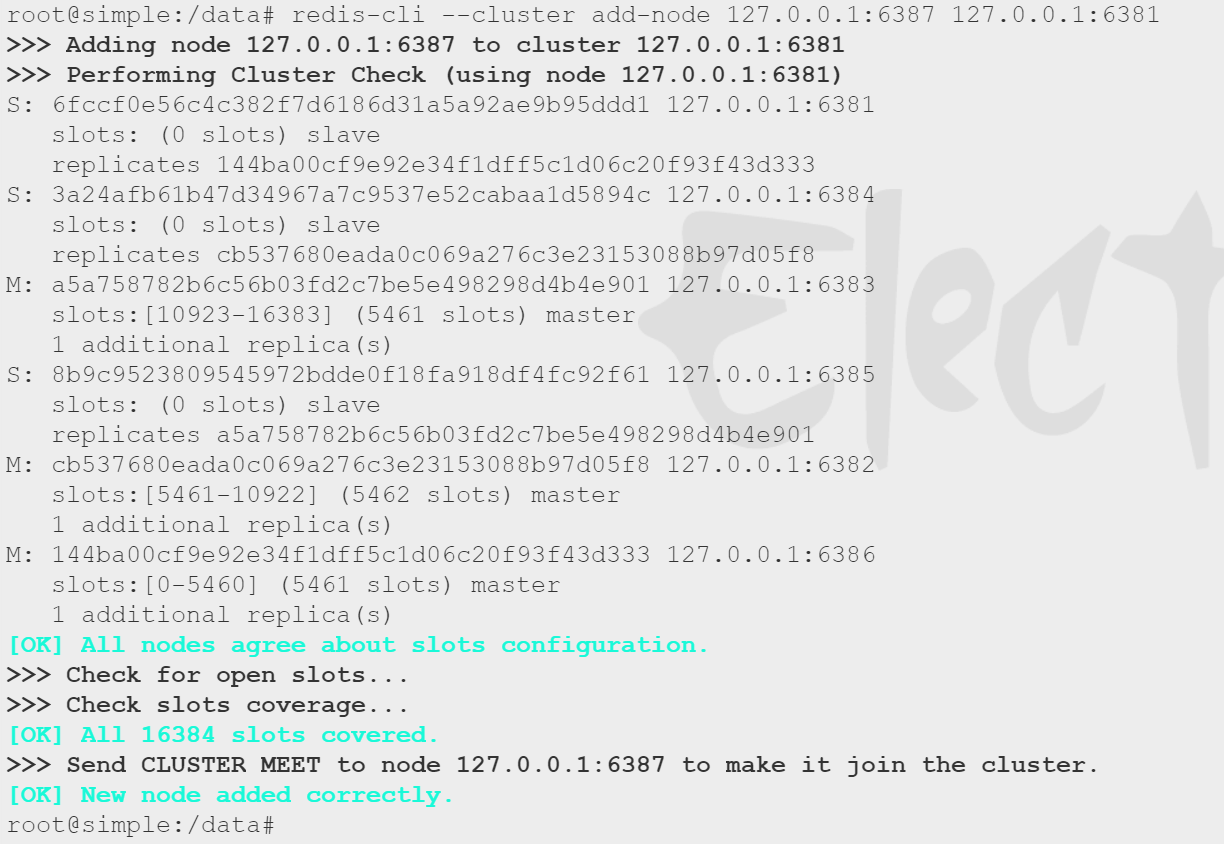 root@simple:/data# redis-cli --cluster add-node 127.0.0.1:6387 127.0.0.1:6381
>>> Adding node 127.0.0.1:6387 to cluster 127.0.0.1:6381
>>> Performing Cluster Check (using node 127.0.0.1:6381)
S: 6fccf0e56c4c382f7d6186d31a5a92ae9b95ddd1 127.0.0.1:6381
   slots: (0 slots) slave
   replicates 144ba00cf9e92e34f1dff5c1d06c20f93f43d333
S: 3a24afb61b47d34967a7c9537e52cabaa1d5894c 127.0.0.1:6384
   slots: (0 slots) slave
   replicates cb537680eada0c069a276c3e23153088b97d05f8
M: a5a758782b6c56b03fd2c7be5e498298d4b4e901 127.0.0.1:6383
   slots:[10923-16383] (5461 slots) master
   1 additional replica(s)
S: 8b9c9523809545972bdde0f18fa918df4fc92f61 127.0.0.1:6385
   slots: (0 slots) slave
   replicates a5a758782b6c56b03fd2c7be5e498298d4b4e901
M: cb537680eada0c069a276c3e23153088b97d05f8 127.0.0.1:6382
   slots:[5461-10922] (5462 slots) master
   1 additional replica(s)
M: 144ba00cf9e92e34f1dff5c1d06c20f93f43d333 127.0.0.1:6386
   slots:[0-5460] (5461 slots) master
   1 additional replica(s)
[OK] All nodes agree about slots configuration.
>>> Check for open slots...
>>> Check slots coverage...
[OK] All 16384 slots covered.
>>> Send CLUSTER MEET to node 127.0.0.1:6387 to make it join the cluster.
[OK] New node added correctly.
root@simple:/data#
Elect